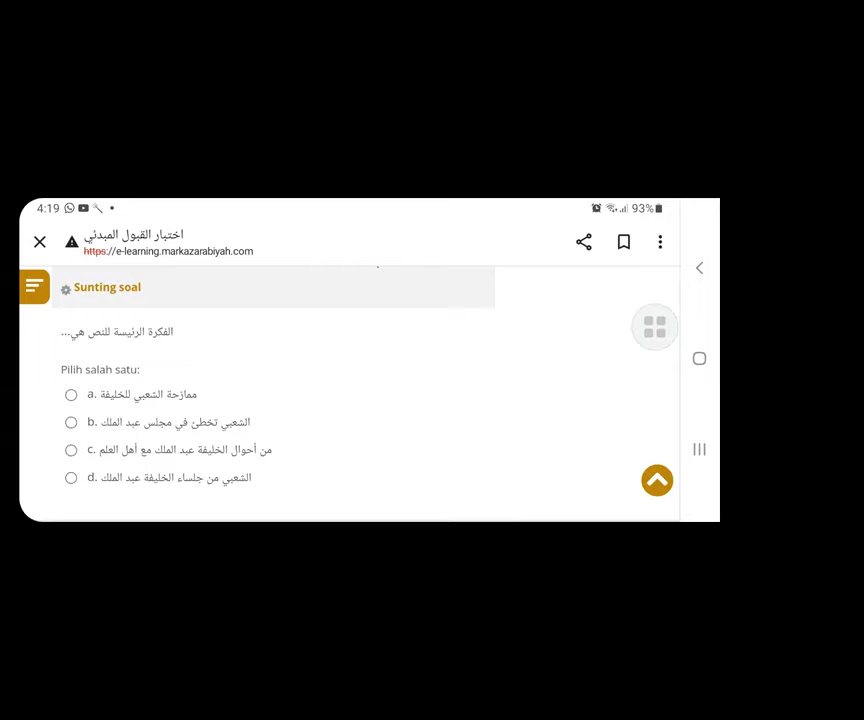 4:19
93%
اختبار القبول المبدئي
https://e-learning.markazarabiyah.com
Sunting soal
الفكرة الرئيسة للنص هي...
Pilih salah satu:
a. ممازحة الشعبي للخليفة
b. الشعبي تخطئ في مجلس عبد الملك
c. من أحوال الخليفة عبد الملك مع أهل العلم
d. الشعبي من جلساء الخليفة عبد الملك